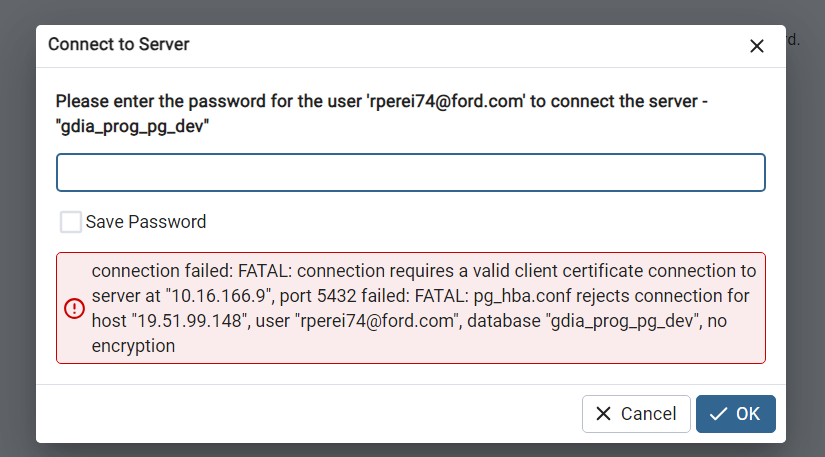 Connect to Server
rd.
Please enter the password for the user 'rperei74@ford.com' to connect the server -
"gdia_prog_pg_dev"
Save Password
connection failed: FATAL: connection requires a valid client certificate connection to
server at "10.16.166.9", port 5432 failed: FATAL: pg_hba.conf rejects connection for
host "19.51.99.148", user "rperei74@ford.com", database "gdia_prog_pg_dev", no
encryption
Cancel
OK